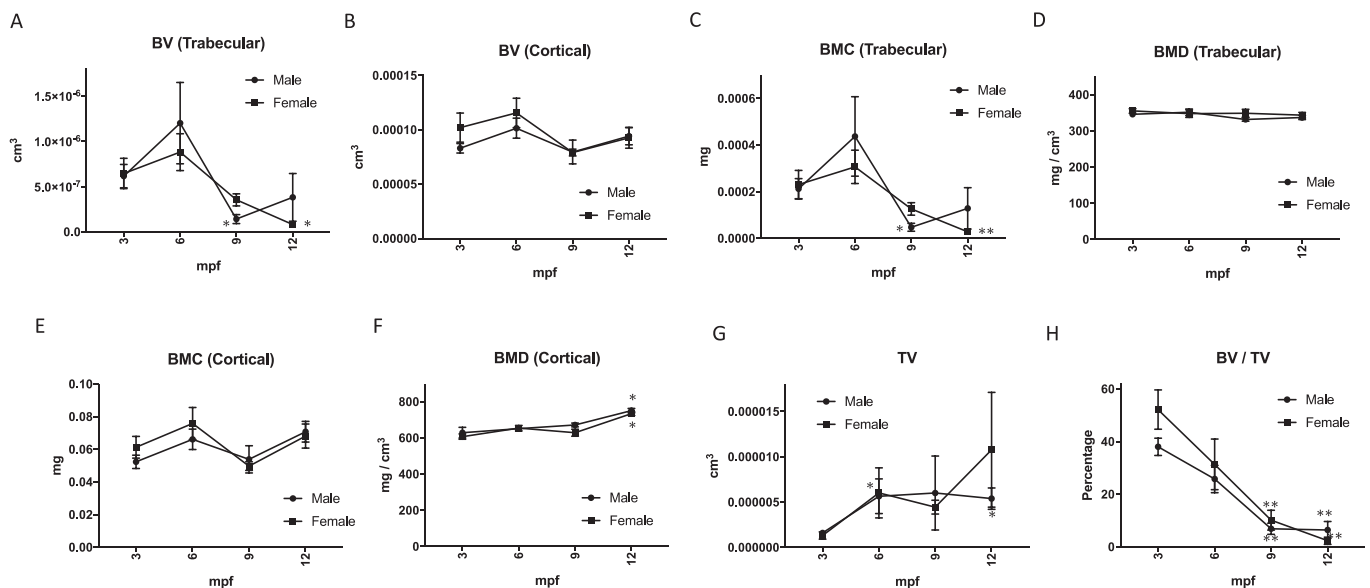 A
BV (Trabecular)
1.5×10⁻⁶
1.0×10⁻⁶
5.0×10⁻⁷
0.0
cm³
Male
Female
*
*
3
6
9
12
mpf
B
BV (Cortical)
0.00015
0.00010
0.00005
0.00000
cm³
Male
Female
3
6
9
12
mpf
C
BMC (Trabecular)
0.0006
0.0004
0.0002
0.0000
mg
Male
Female
*
**
3
6
9
12
mpf
D
BMD (Trabecular)
400
300
200
100
0
mg / cm³
Male
Female
3
6
9
12
mpf
E
BMC (Cortical)
0.10
0.08
0.06
0.04
0.02
0.00
mg
Male
Female
3
6
9
12
mpf
F
BMD (Cortical)
800
600
400
200
0
mg / cm³
*
*
Male
Female
3
6
9
12
mpf
G
TV
0.000015
0.000010
0.000005
0.000000
cm³
Male
Female
*
*
3
6
9
12
mpf
H
BV / TV
60
40
20
0
Percentage
Male
Female
**
**
**
**
3
6
9
12
mpf